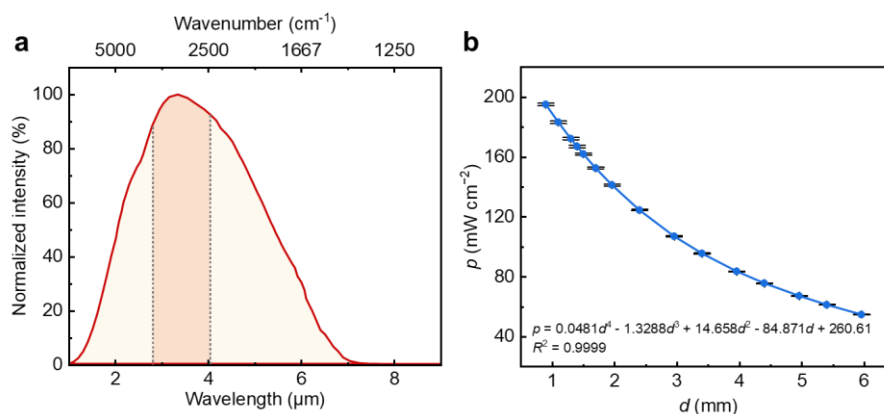 a
Wavenumber (cm⁻¹)
5000 2500 1667 1250
Normalized intensity (%)
100
80
60
40
20
0
2 4 6 8
Wavelength (μm)
b
p (mW cm⁻²)
200
160
120
80
40
p = 0.0481d⁴ - 1.3288d³ + 14.658d² - 84.871d + 260.61
R² = 0.9999
1 2 3 4 5 6
d (mm)